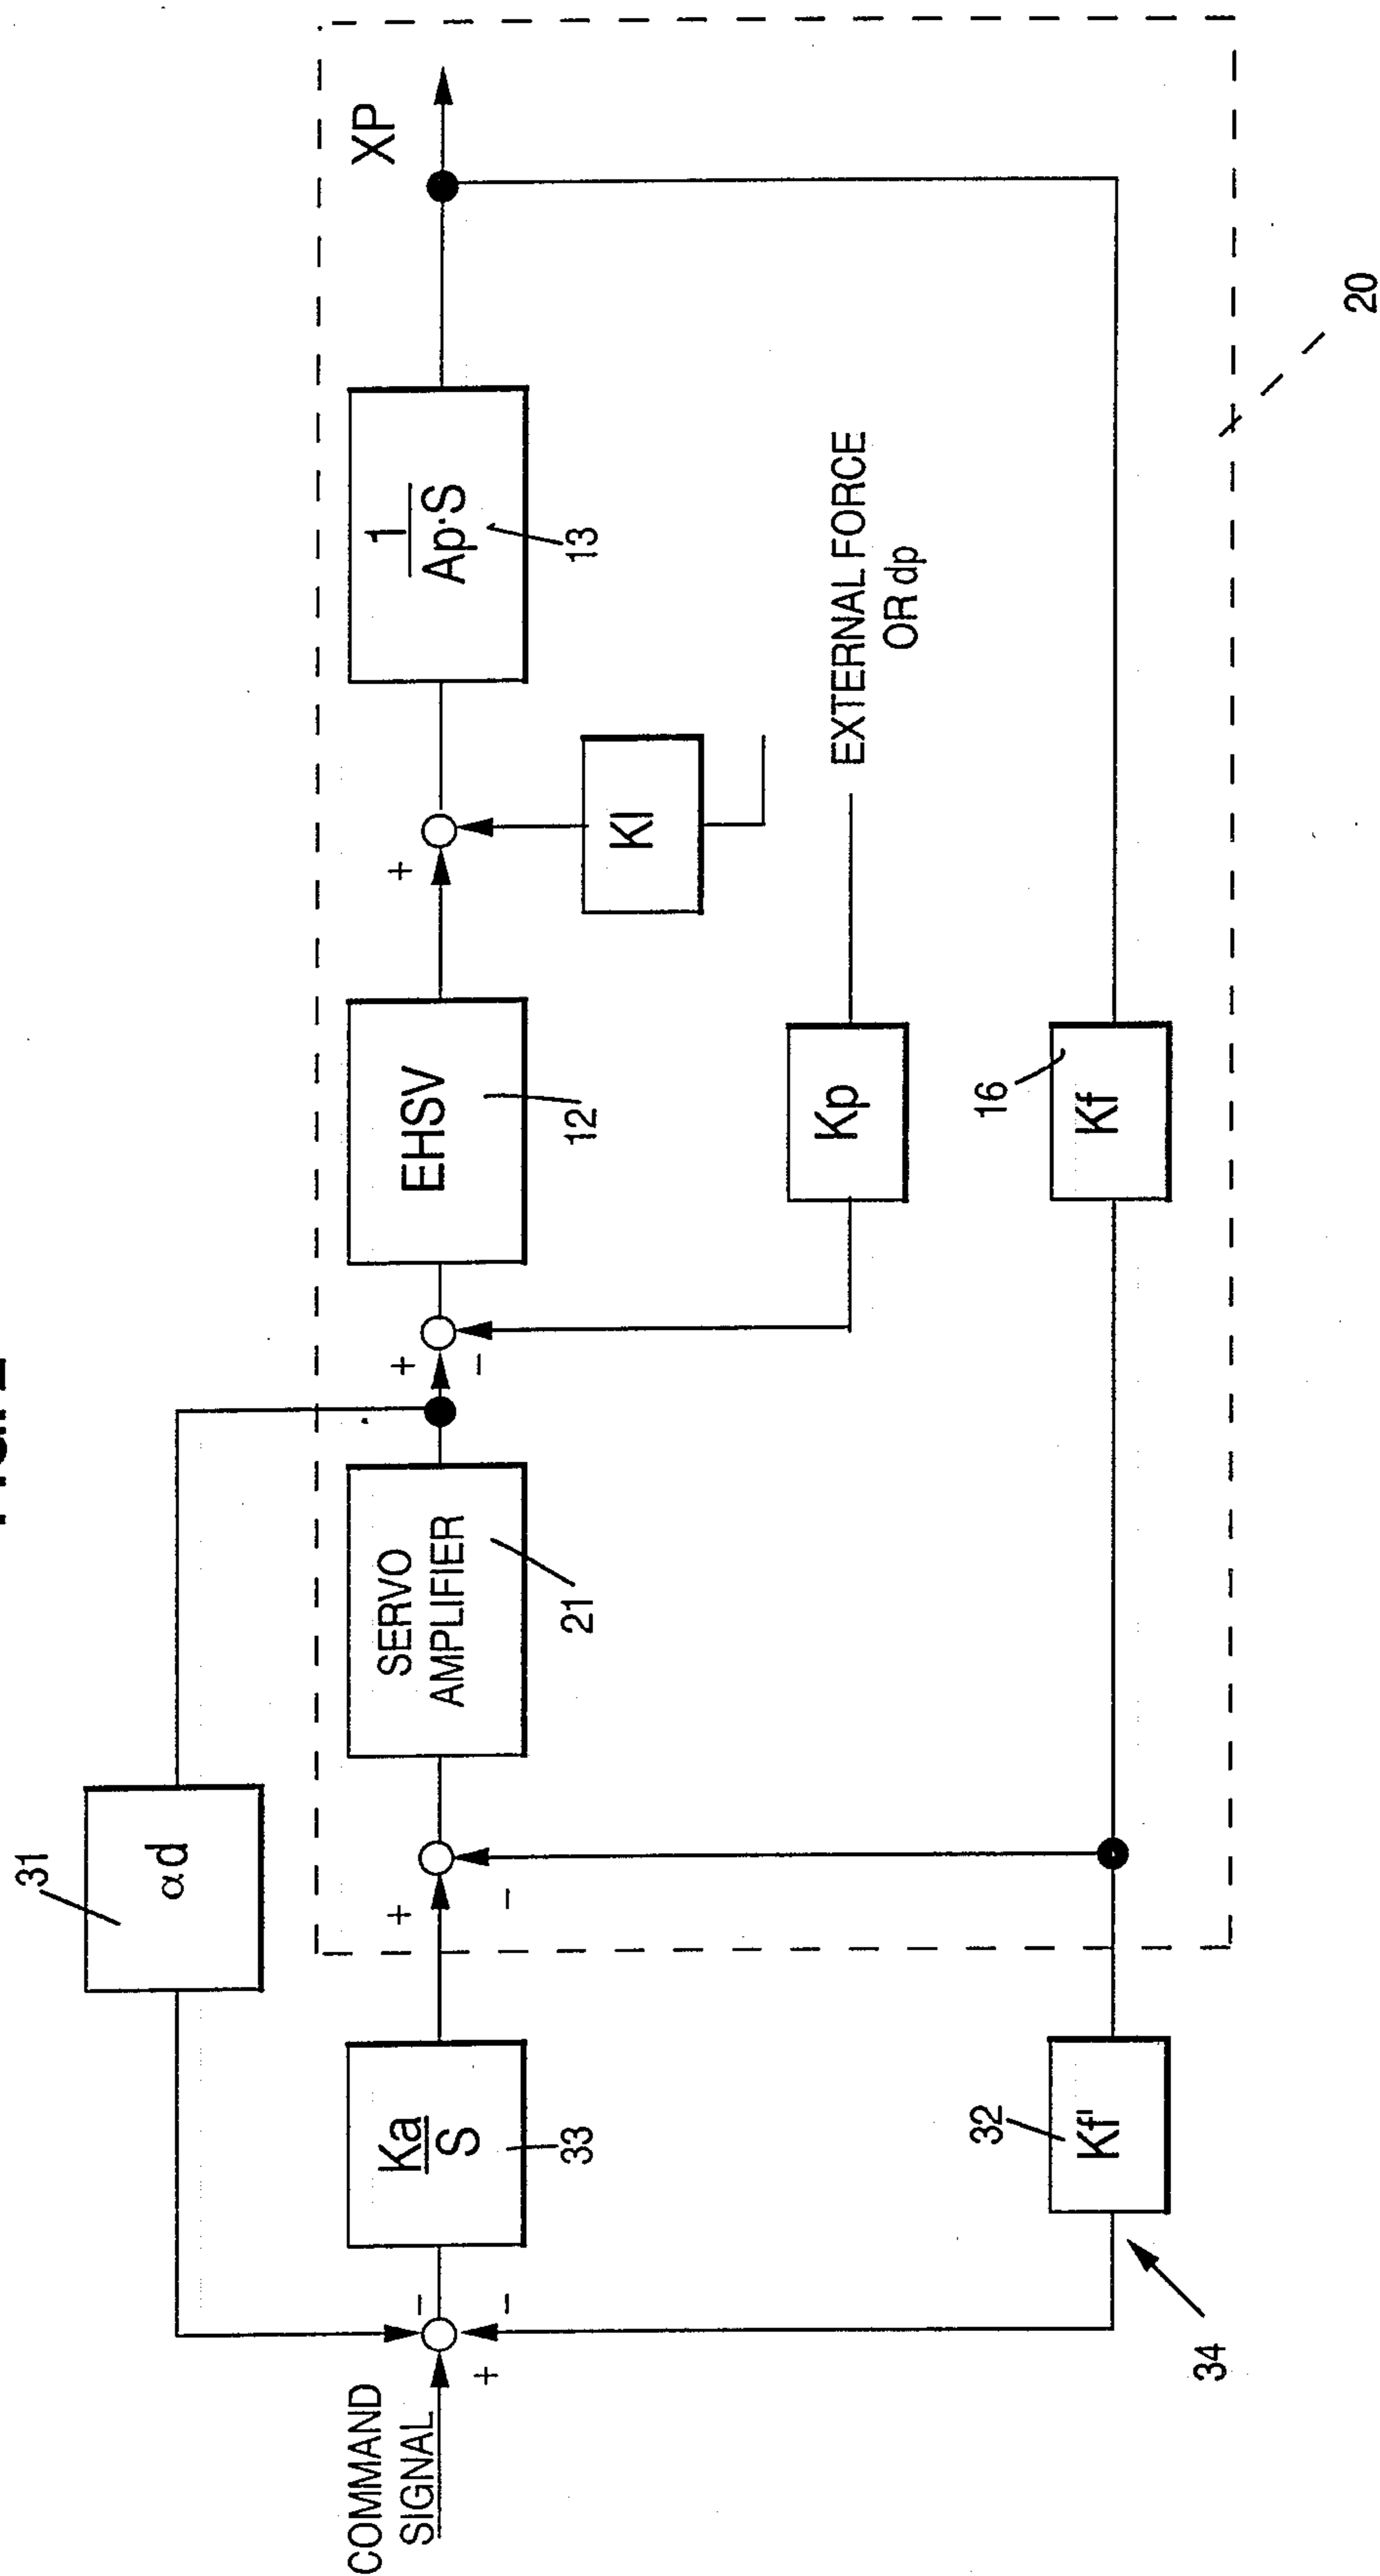 31
αd
COMMAND
SIGNAL
+
-
-
Ka
S
33
+
-
SERVO
AMPLIFIER
21
+
-
EHSV
12
+
Kl
1
Ap·S
13
XP
Kp
EXTERNAL FORCE
OR dp
34
32
Kf'
16
Kf
20